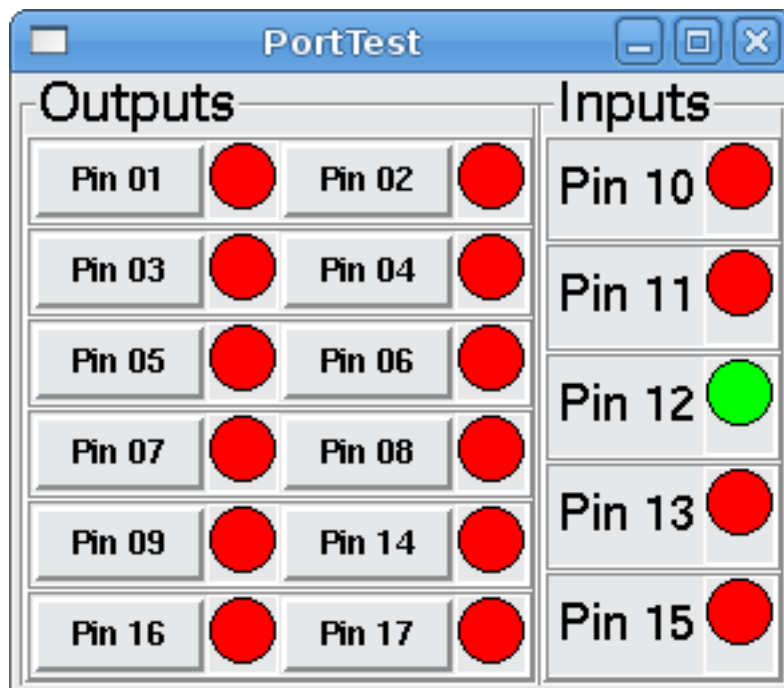 PortTest
Outputs
Inputs
Pin 01
Pin 02
Pin 03
Pin 04
Pin 05
Pin 06
Pin 07
Pin 08
Pin 09
Pin 14
Pin 16
Pin 17
Pin 10
Pin 11
Pin 12
Pin 13
Pin 15